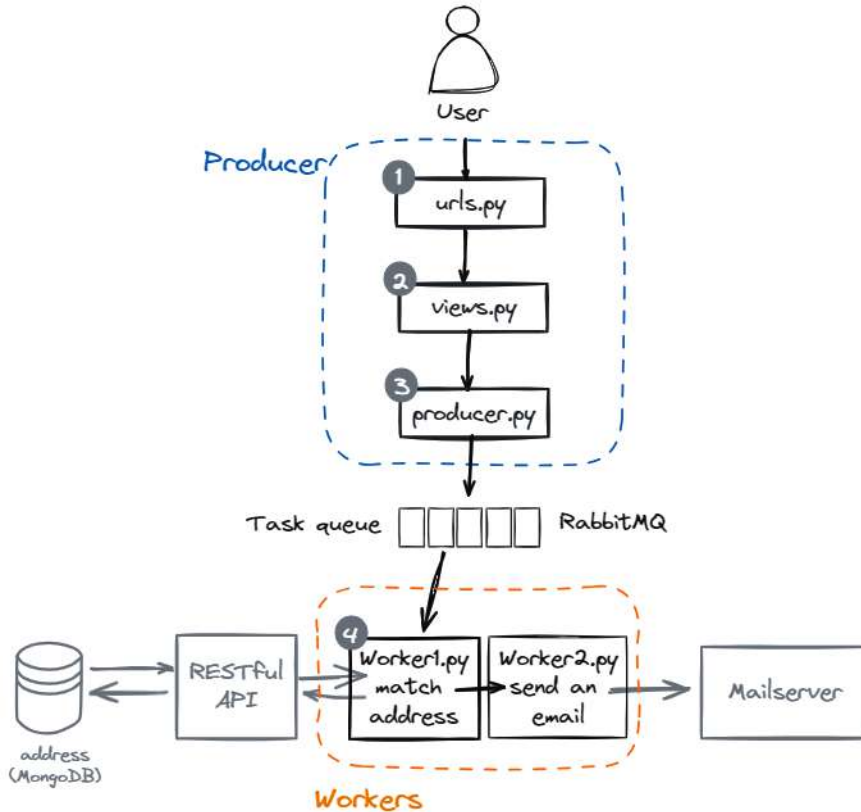 User
Producer
1
urls.py
2
views.py
3
producer.py
Task queue
RabbitMQ
4
Worker1.py
match
address
Worker2.py
send an
email
RESTful
API
Mailserver
address
(MongoDB)
Workers